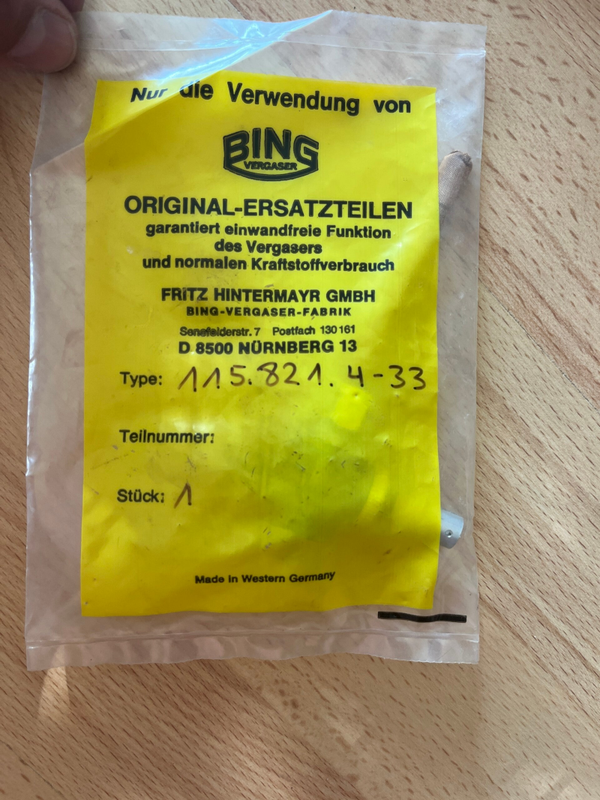 Nur die Verwendung von
BING
VERGASER
ORIGINAL-ERSATZTEILEN
garantiert einwandfreie Funktion
des Vergasers
und normalen Kraftstoffverbrauch
FRITZ HINTERMAYR GMBH
BING-VERGASER-FABRIK
Senefelderstr. 7 Postfach 130161
D 8500 NÜRNBERG 13
Type: 115.821.4-33
Teilnummer:
Stück: 1
Made in Western Germany